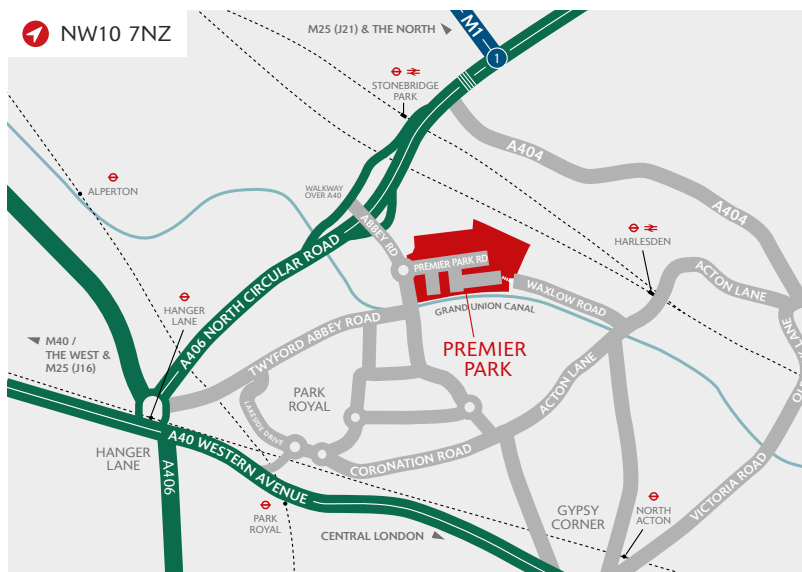 NW10 7NZ
M25 (J21) & THE NORTH
M1
1
STONEBRIDGE
PARK
A404
A404
ALPERTON
WALKWAY
OVER A40
ABBEY RD
HARLESDEN
PREMIER PARK RD
ACTON LANE
WAXLOW ROAD
GRAND UNION CANAL
HANGER
LANE
A406 NORTH CIRCULAR ROAD
TWYFORD ABBEY ROAD
M40 /
THE WEST &
M25 (J16)
PREMIER
PARK
PARK
ROYAL
ACTON LANE
LAKESIDE DRIVE
CORONATION ROAD
HANGER
LANE
A40 WESTERN AVENUE
A406
VICTORIA ROAD
PARK
ROYAL
GYPSY
CORNER
NORTH
ACTON
CENTRAL LONDON